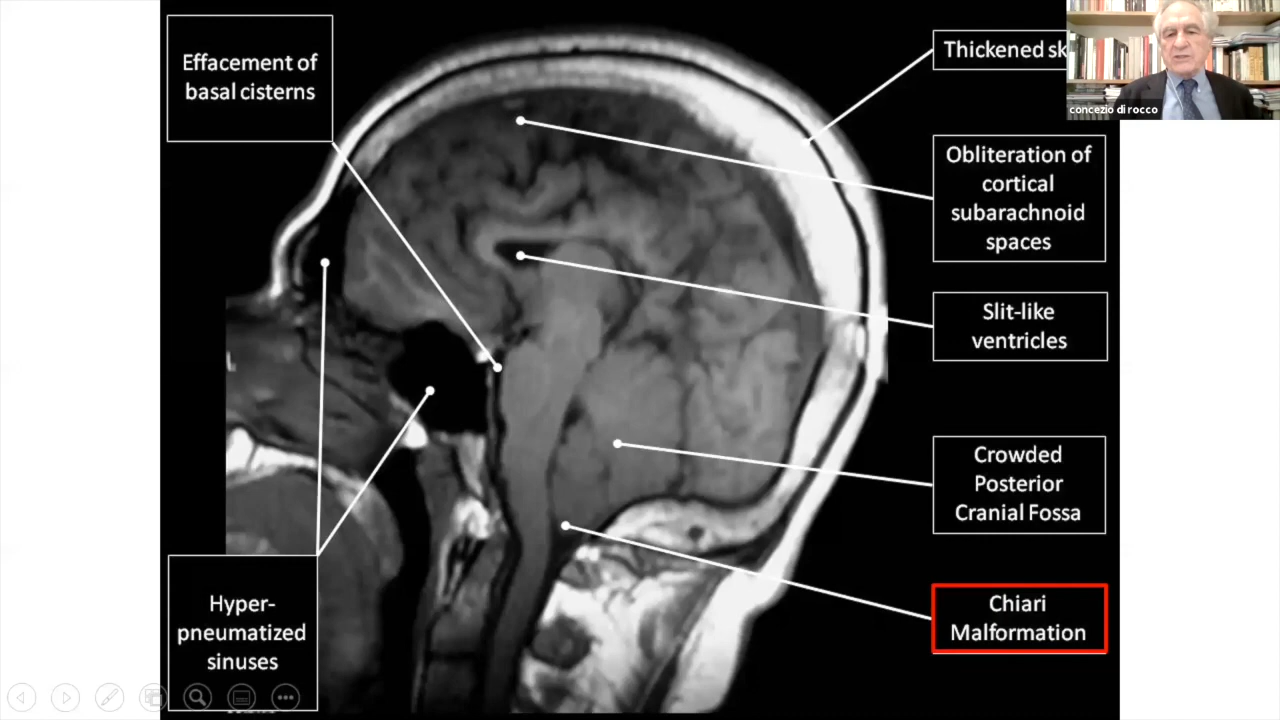 Effacement of
basal cisterns
Thickened sk
concezio di rocco
Obliteration of
cortical
subarachnoid
spaces
Slit-like
ventricles
Crowded
Posterior
Cranial Fossa
Chiari
Malformation
Hyper-
pneumatized
sinuses